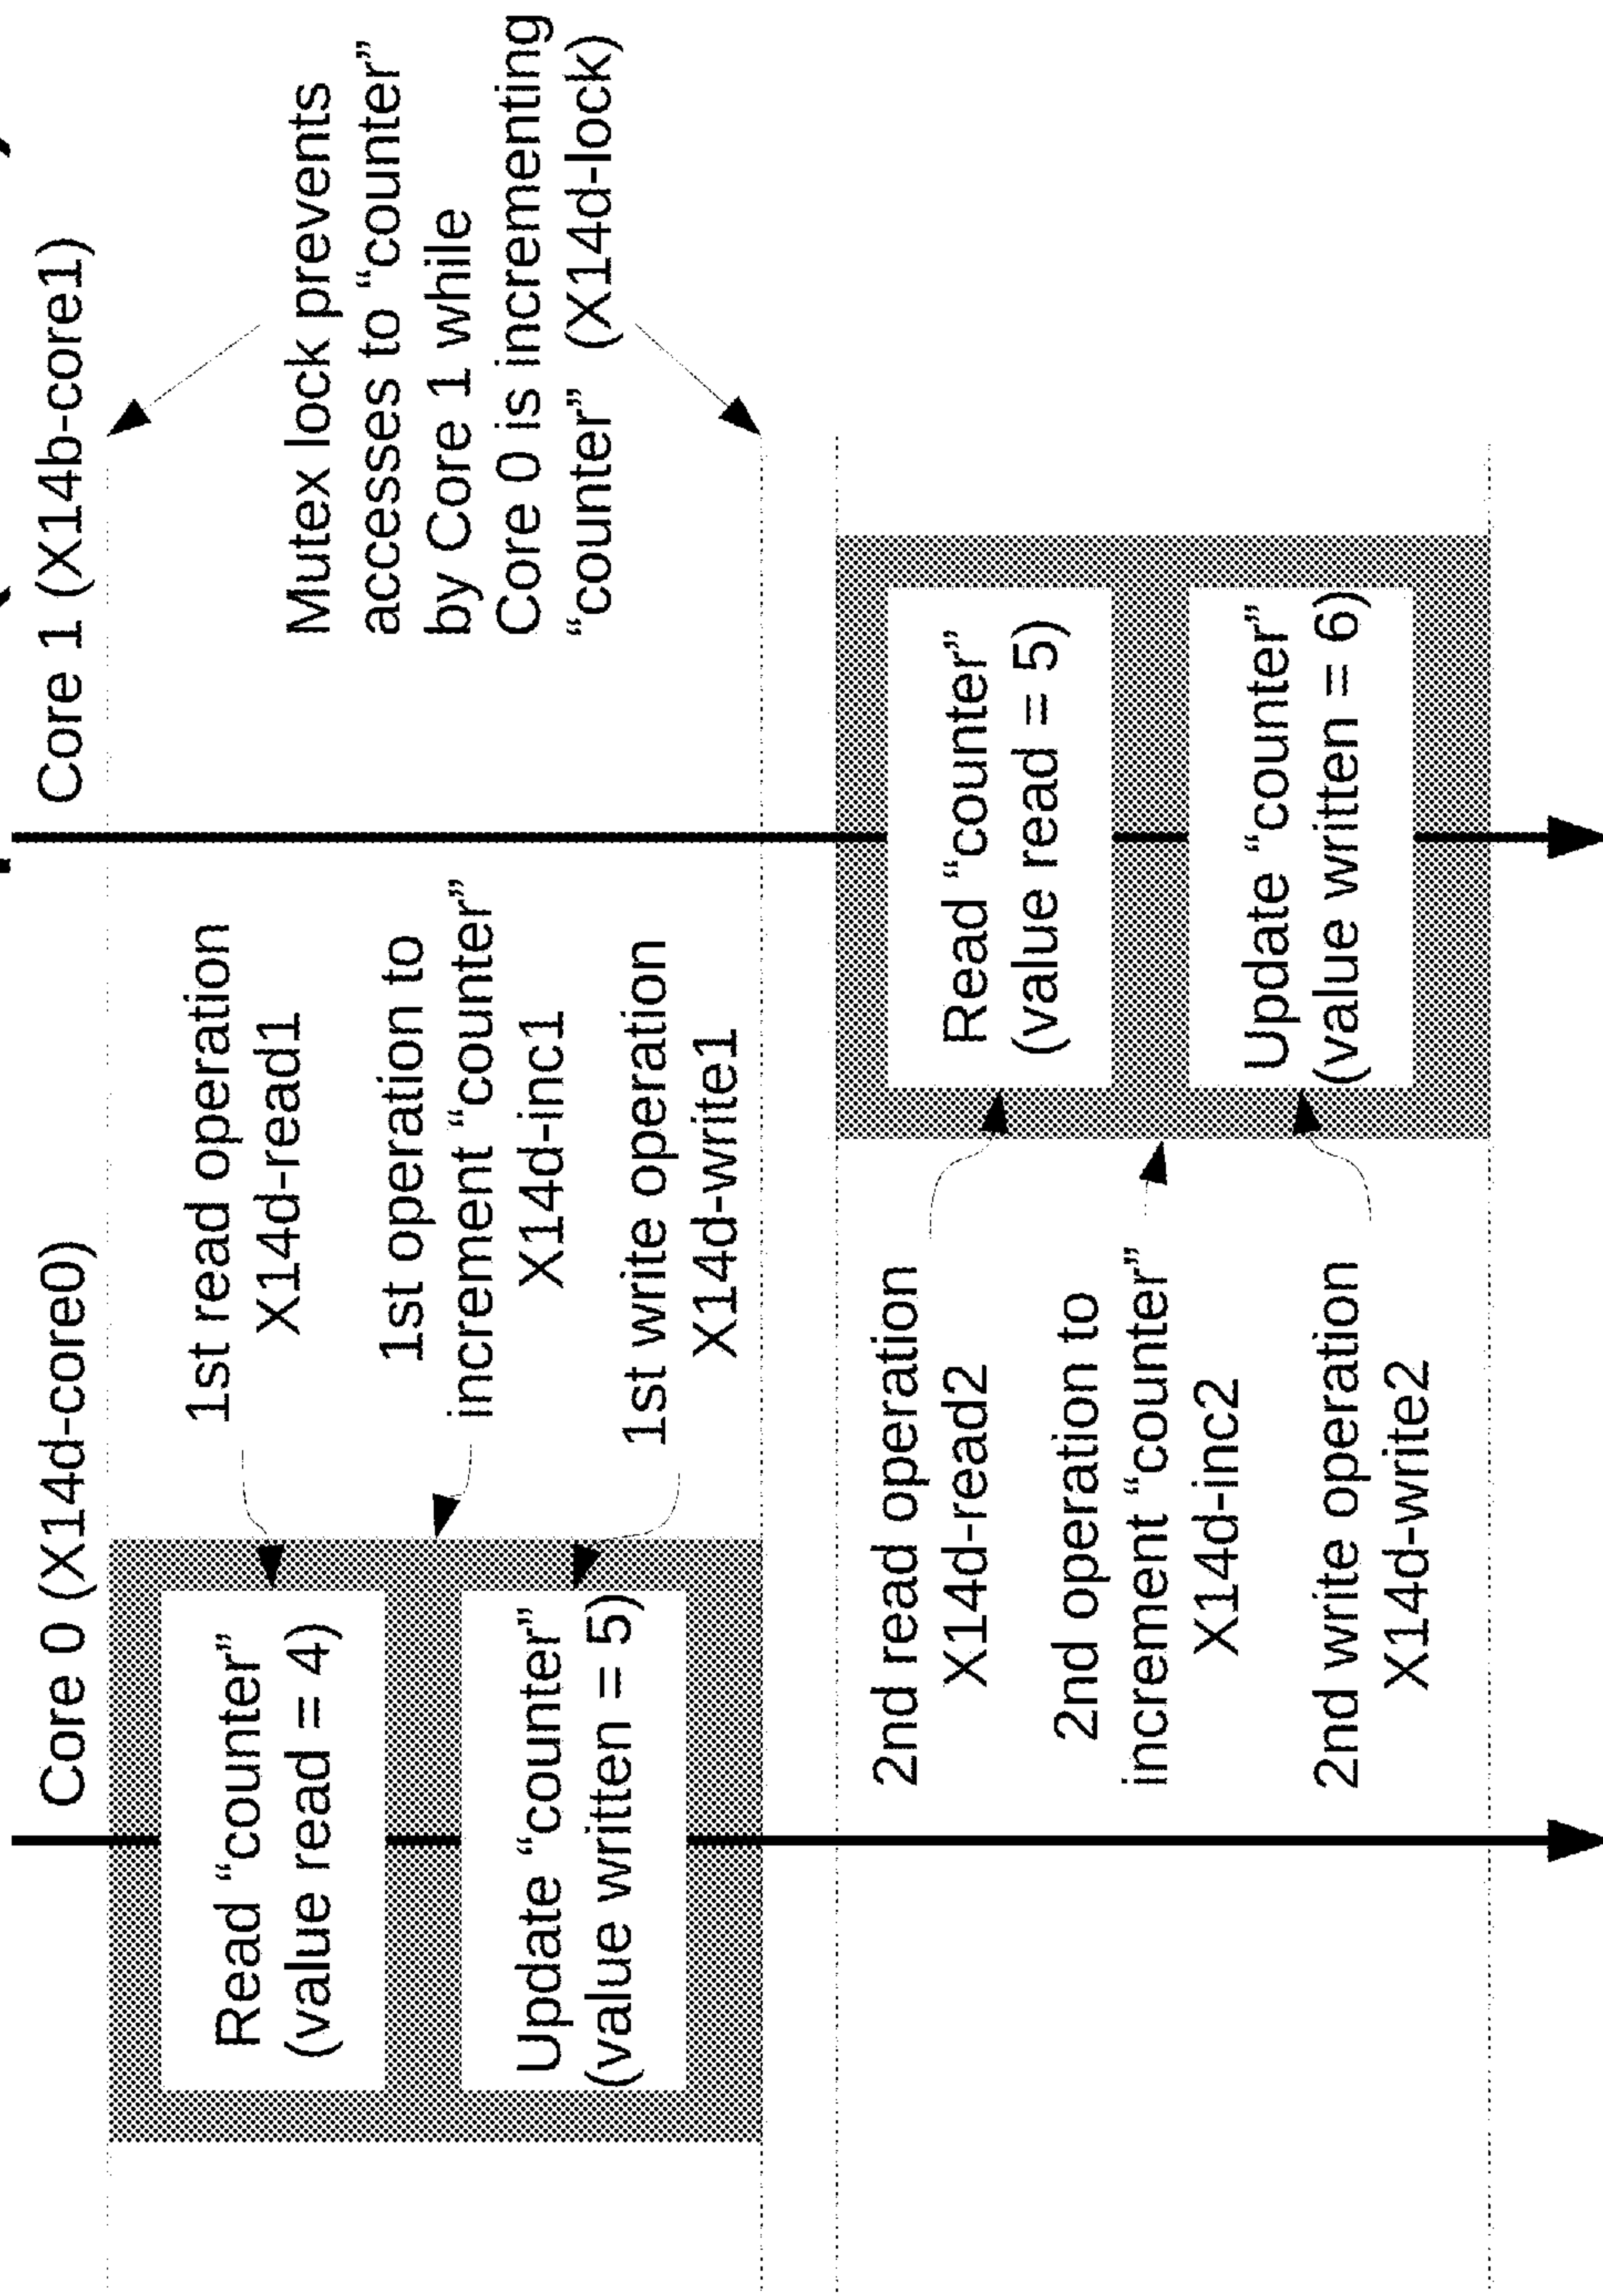 Core 0 (X14d-core0)
Core 1 (X14b-core1)
Read “counter”
(value read = 4)
Update “counter”
(value written = 5)
1st read operation
X14d-read1
1st operation to
increment “counter”
X14d-inc1
1st write operation
X14d-write1
Mutex lock prevents
accesses to “counter”
by Core 1 while
Core 0 is incrementing
“counter” (X14d-lock)
2nd read operation
X14d-read2
2nd operation to
increment “counter”
X14d-inc2
2nd write operation
X14d-write2
Read “counter”
(value read = 5)
Update “counter”
(value written = 6)